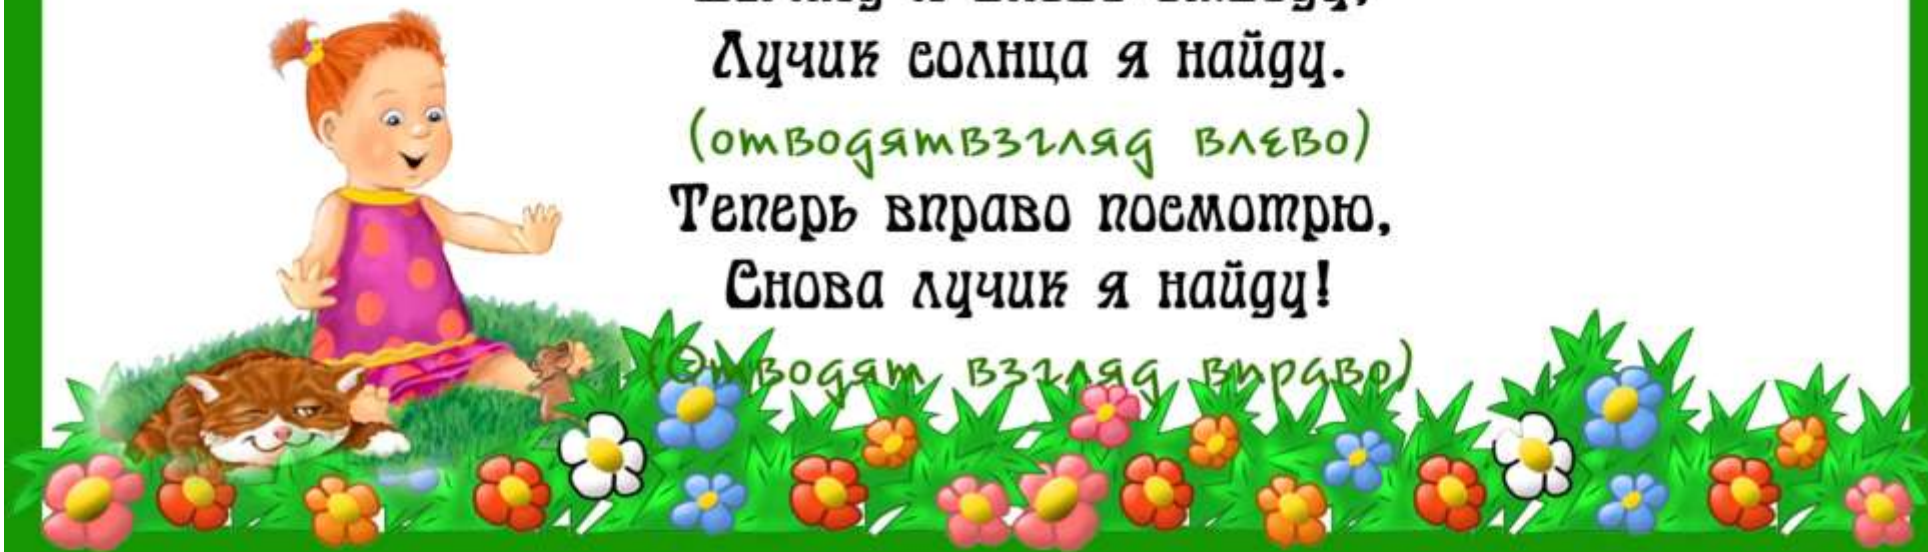 Лучик солнца я найду.
(отводятвзгляд влево)
Теперь вправо посмотрю,
Снова лучик я найду!
(Отводят взгляд вправо)